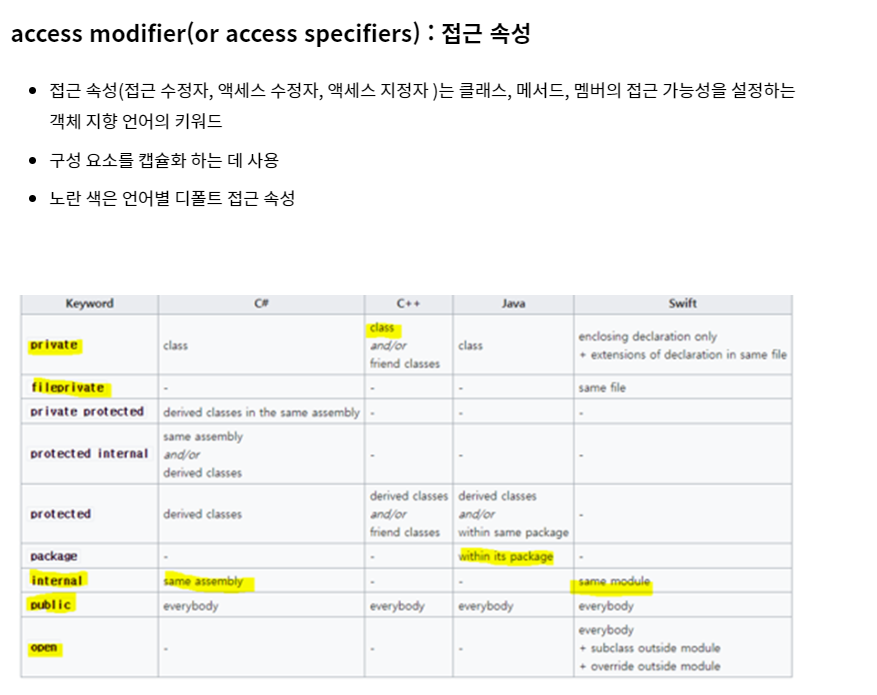 access modifier(or access specifiers) : 접근 속성
접근 속성(접근 수정자, 액세스 수정자, 액세스 지정자 )는 클래스, 메서드, 멤버의 접근 가능성을 설정하는
객체 지향 언어의 키워드
구성 요소를 캡슐화 하는 데 사용
노란 색은 언어별 디폴트 접근 속성
Keyword C# C++ Java Swift
private class class and/or friend classes class enclosing declaration only + extensions of declaration in same file
fileprivate - - - same file
private protected derived classes in the same assembly - - -
protected internal same assembly and/or derived classes - - -
protected derived classes derived classes and/or friend classes derived classes and/or within same package -
package - - within its package -
internal same assembly - - same module
public everybody everybody everybody everybody
open - - - everybody + subclass outside module + override outside module